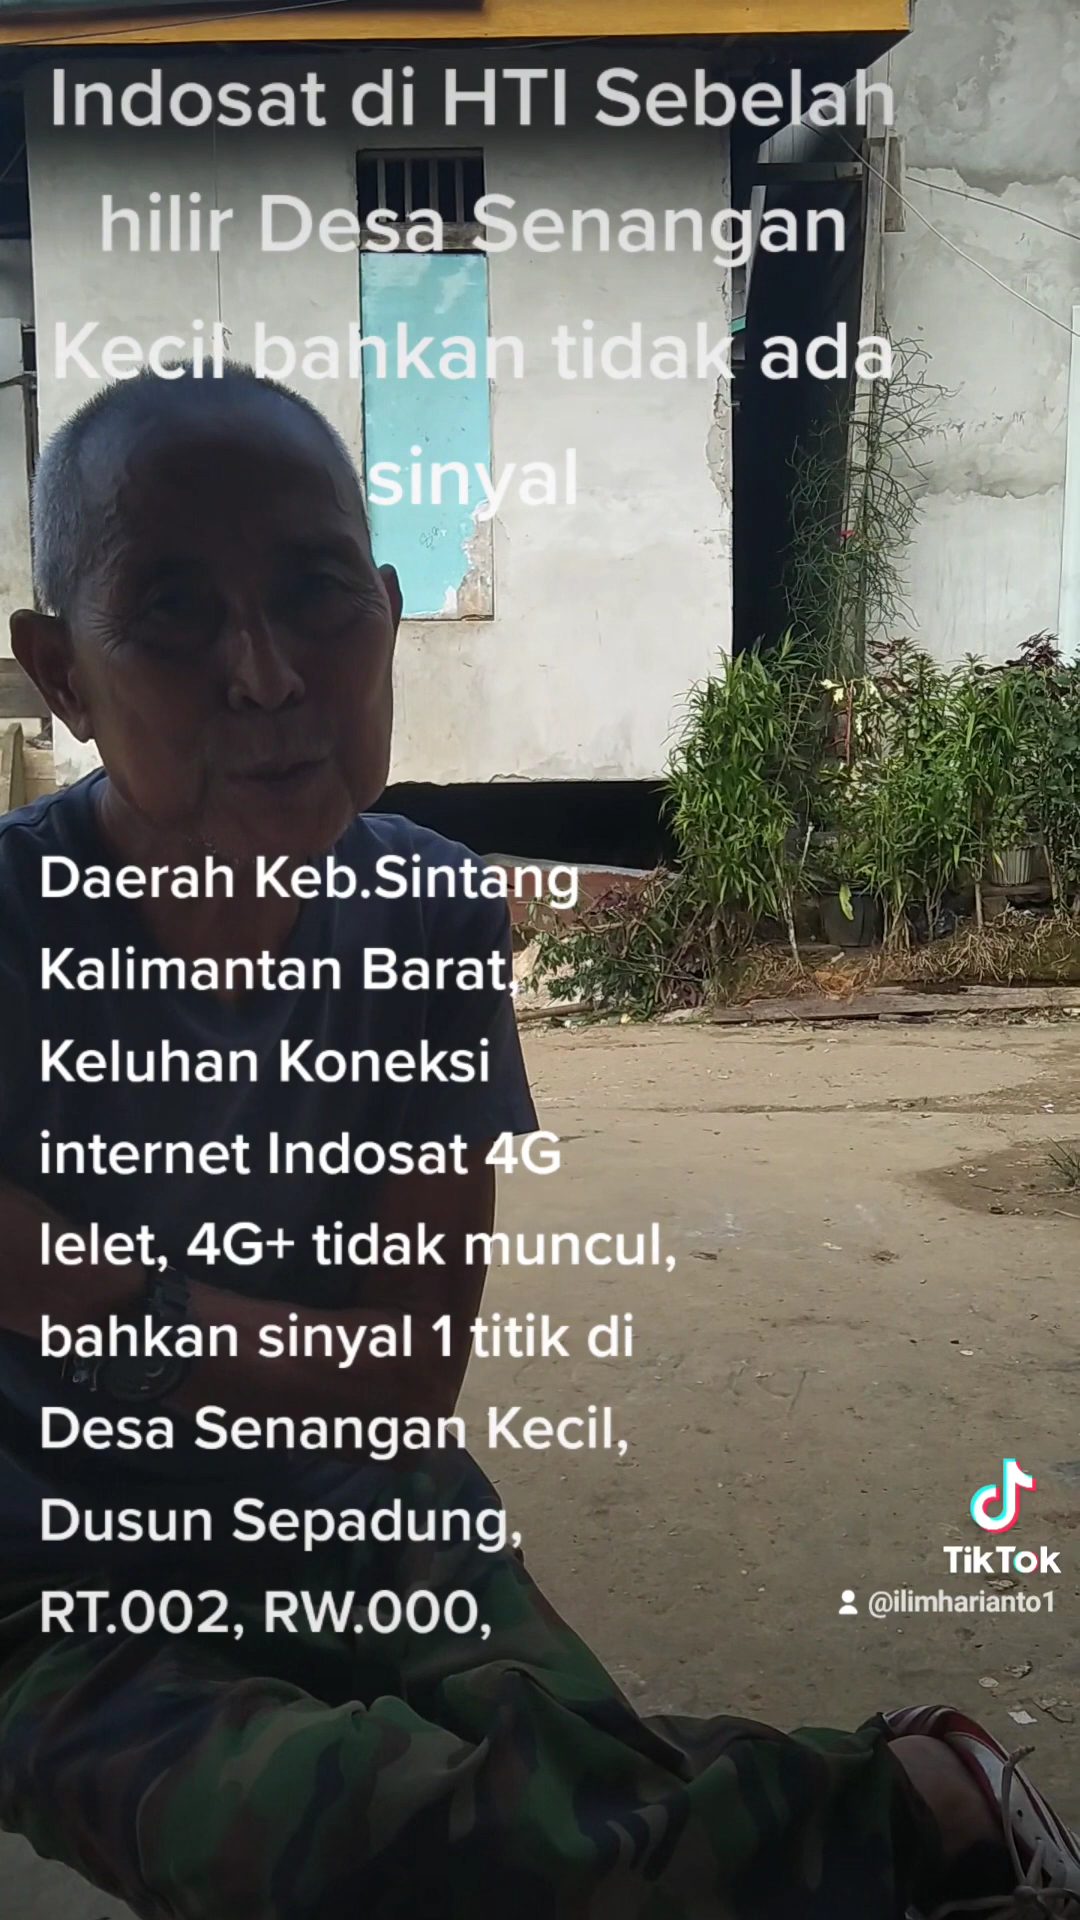 Indosat di HTI Sebelah
hilir Desa Senangan
Kecil bahkan tidak ada
sinyal
Daerah Keb.Sintang
Kalimantan Barat,
Keluhan Koneksi
internet Indosat 4G
lelet, 4G+ tidak muncul,
bahkan sinyal 1 titik di
Desa Senangan Kecil,
Dusun Sepadung,
RT.002, RW.000,
TikTok
@ilimharianto1